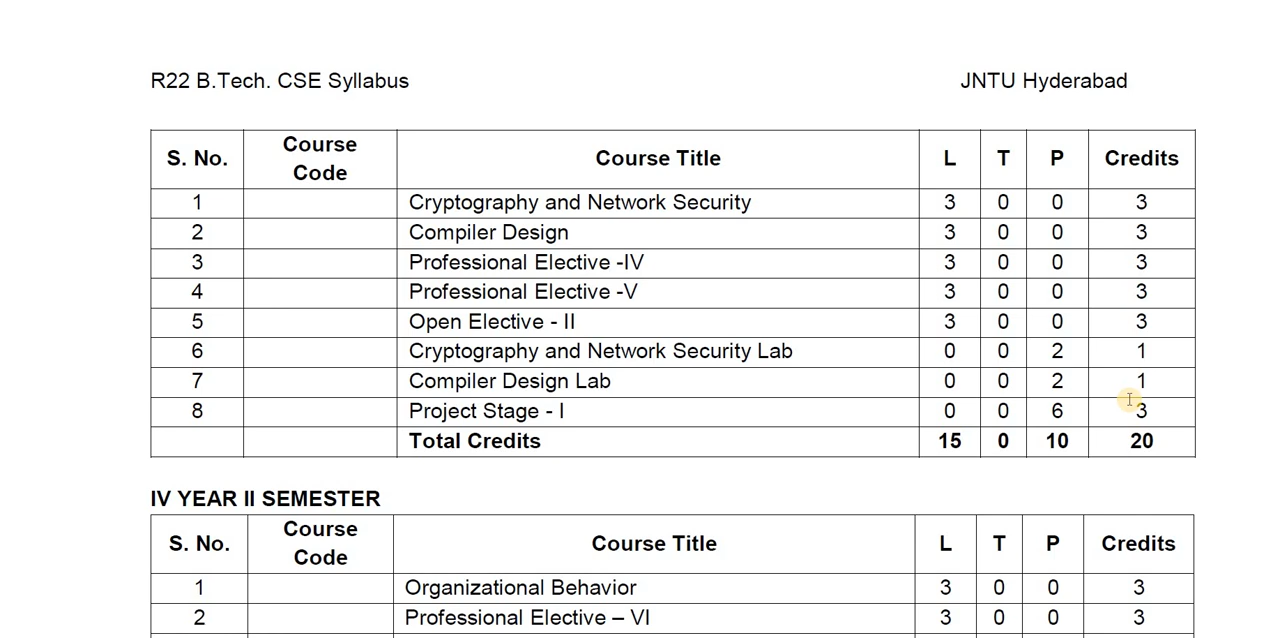 R22 B.Tech. CSE Syllabus JNTU Hyderabad
S. No. Course Code Course Title L T P Credits
1 Cryptography and Network Security 3 0 0 3
2 Compiler Design 3 0 0 3
3 Professional Elective -IV 3 0 0 3
4 Professional Elective -V 3 0 0 3
5 Open Elective - II 3 0 0 3
6 Cryptography and Network Security Lab 0 0 2 1
7 Compiler Design Lab 0 0 2 1
8 Project Stage - I 0 0 6 3
Total Credits 15 0 10 20
IV YEAR II SEMESTER
S. No. Course Code Course Title L T P Credits
1 Organizational Behavior 3 0 0 3
2 Professional Elective – VI 3 0 0 3